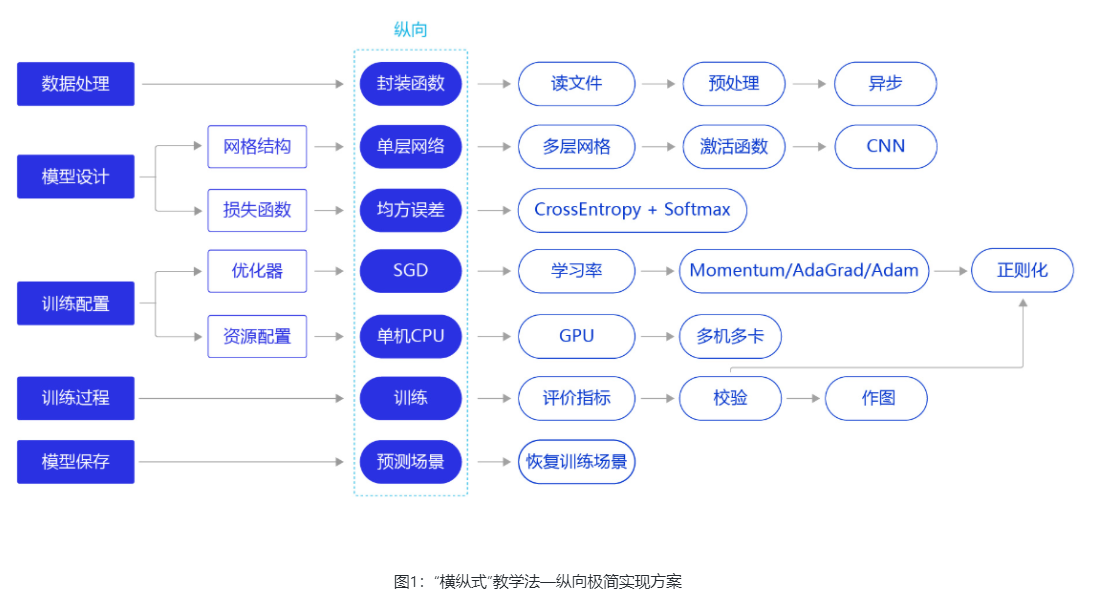 纵向
数据处理 封装函数 读文件 预处理 异步
网格结构 单层网络 多层网格 激活函数 CNN
模型设计
损失函数 均方误差 CrossEntropy + Softmax
优化器 SGD 学习率 Momentum/AdaGrad/Adam 正则化
训练配置
资源配置 单机CPU GPU 多机多卡
训练过程 训练 评价指标 校验 作图
模型保存 预测场景 恢复训练场景
图1：“横纵式”教学法—纵向极简实现方案